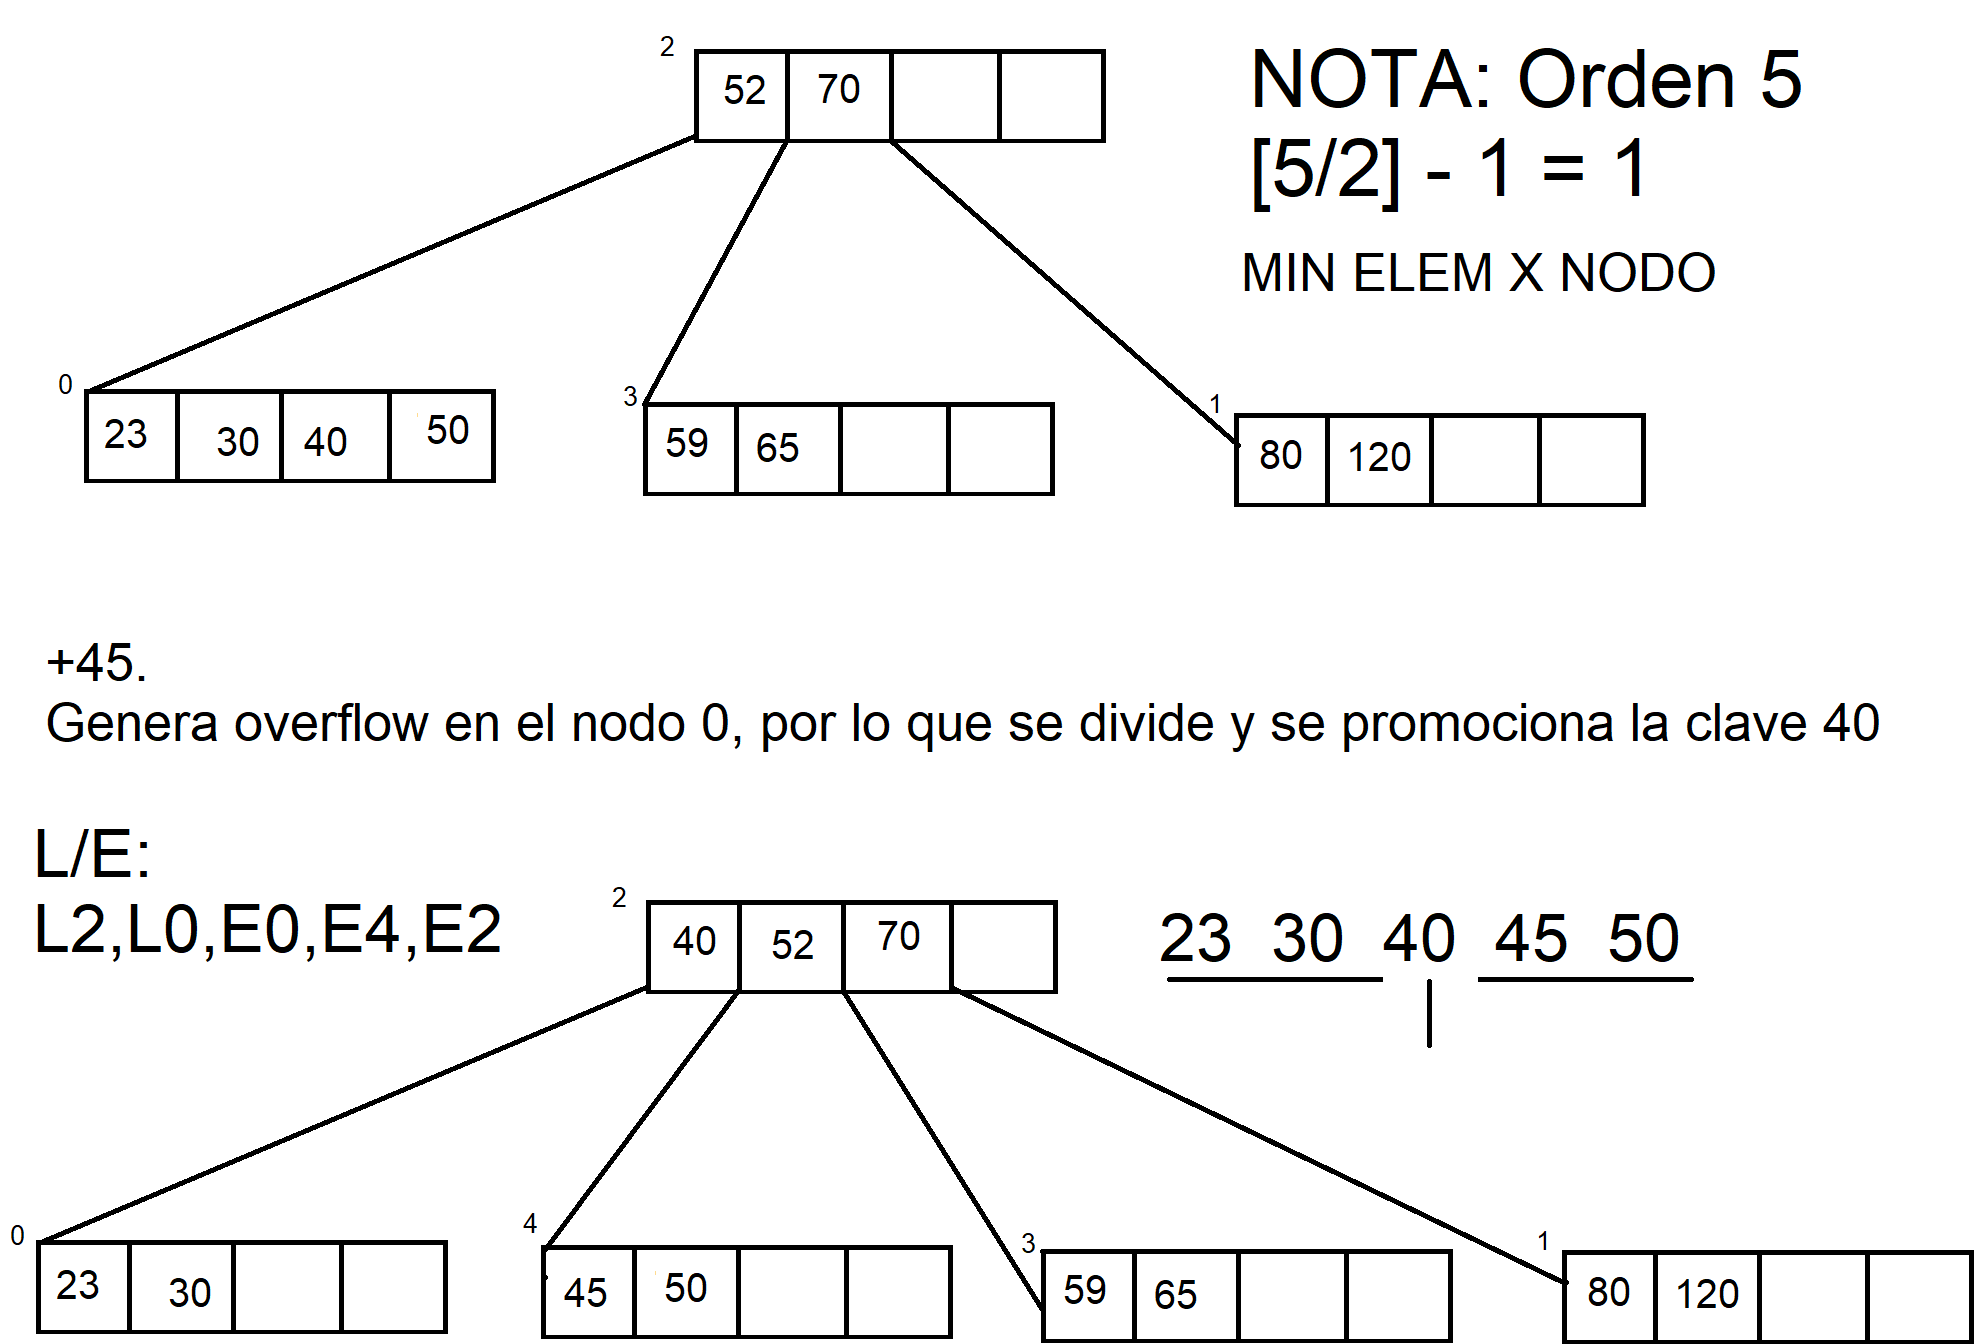 2
52 70
NOTA: Orden 5
[5/2] - 1 = 1
MIN ELEM X NODO
0
23 30 40 50
3
59 65
1
80 120
+45.
Genera overflow en el nodo 0, por lo que se divide y se promociona la clave 40
L/E:
L2,L0,E0,E4,E2
2
40 52 70
23 30 40 45 50
0
23 30
4
45 50
3
59 65
1
80 120